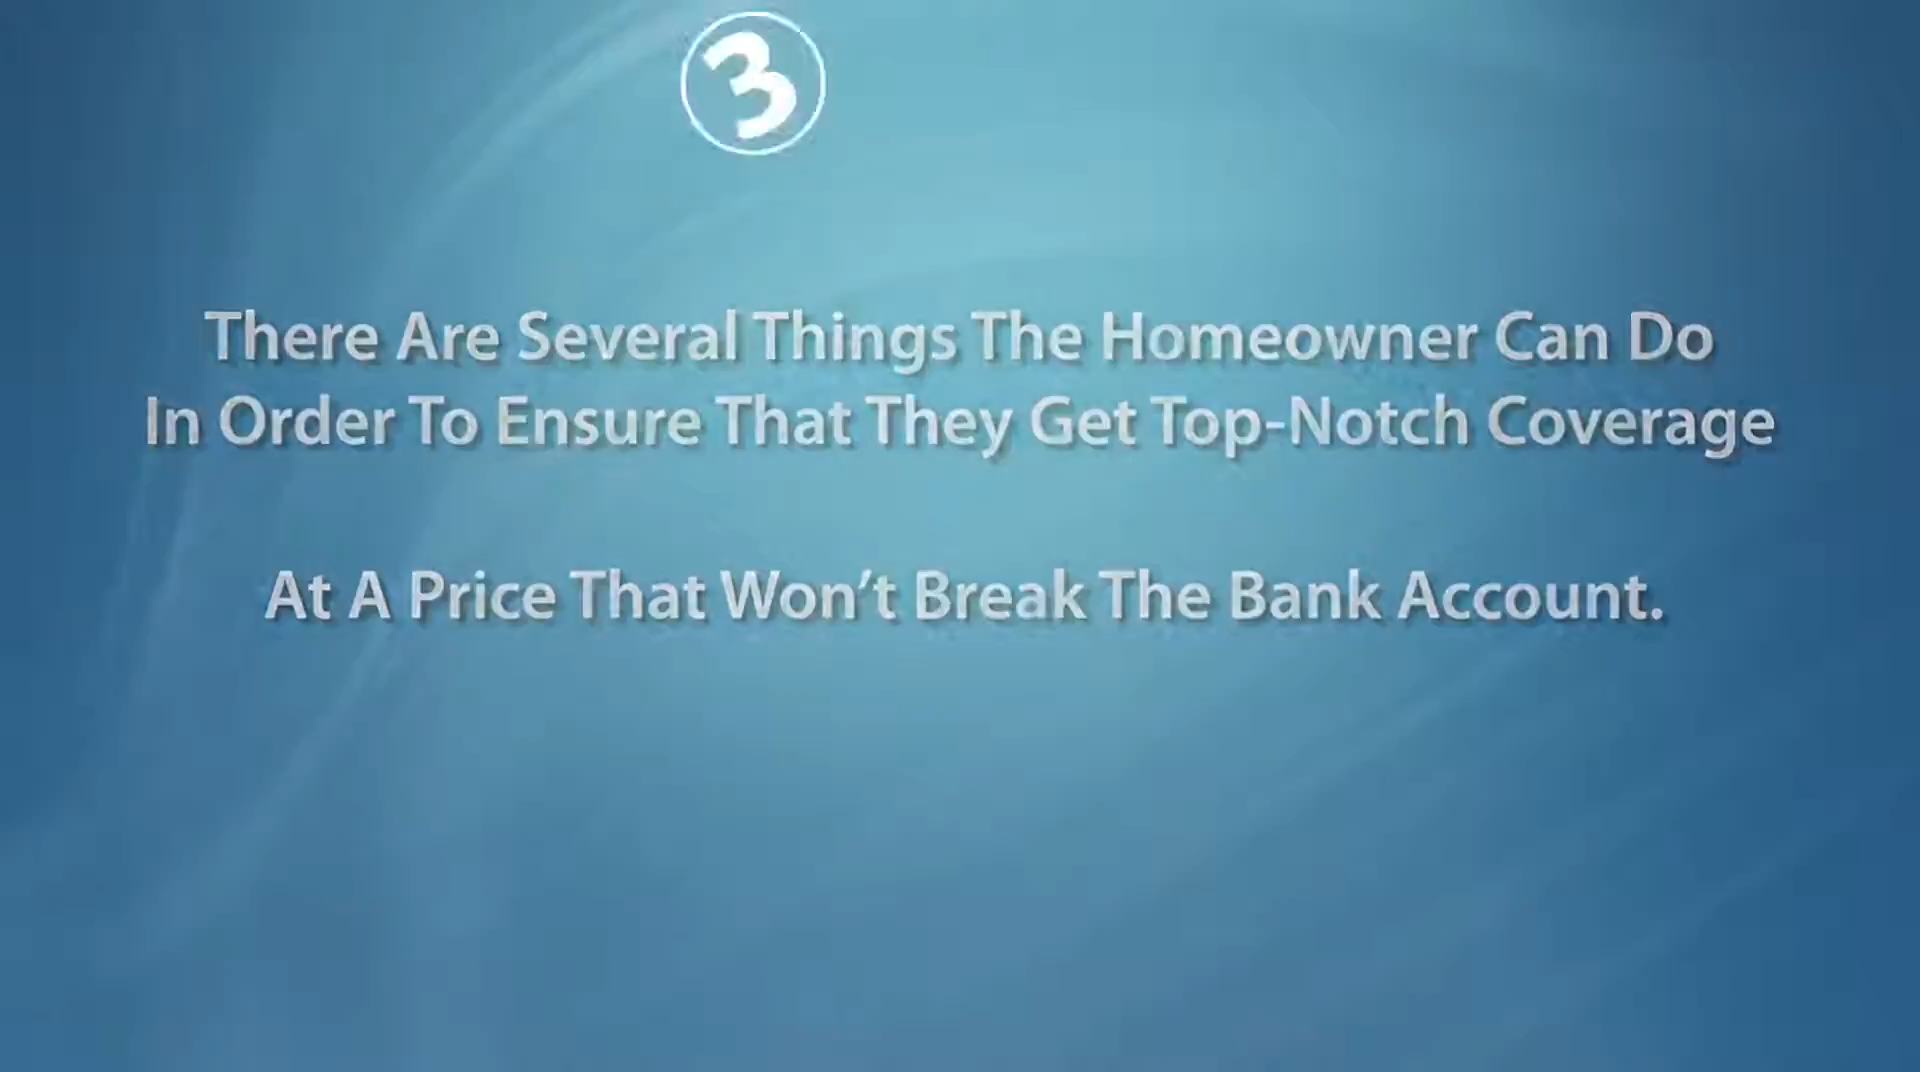 3
There Are Several Things The Homeowner Can Do
In Order To Ensure That They Get Top-Notch Coverage
At A Price That Won’t Break The Bank Account.